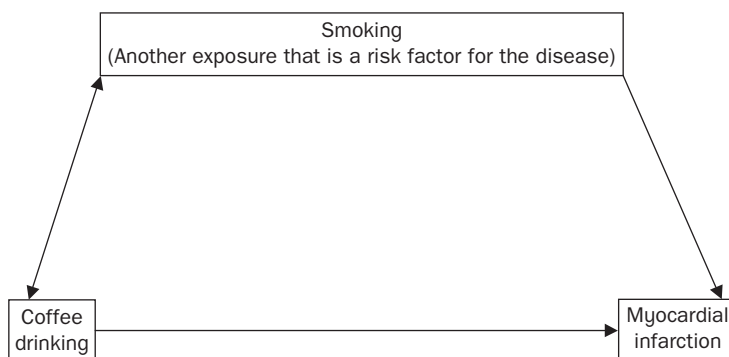 Smoking
(Another exposure that is a risk factor for the disease)
Coffee
drinking
Myocardial
infarction